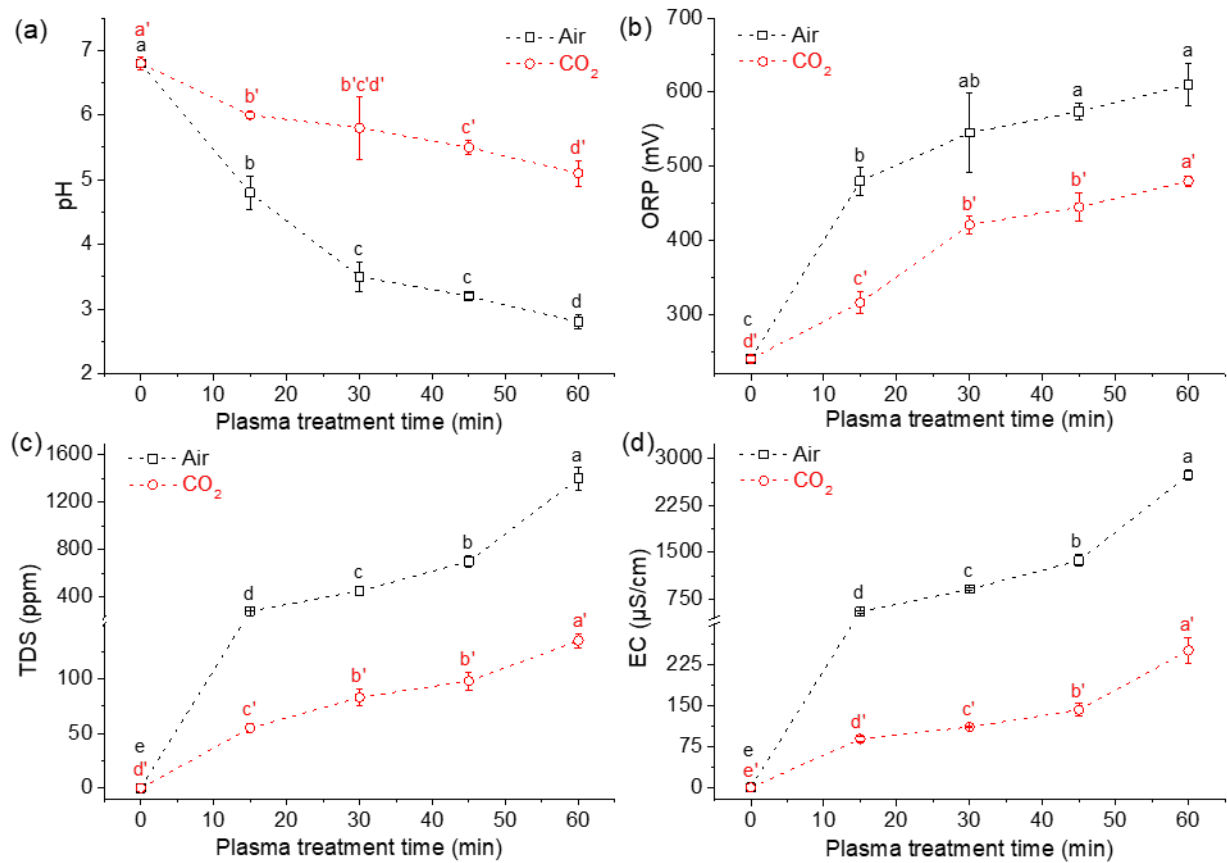 (a)
a'
a
Air
CO₂
b'
b'c'd'
c'
d'
b
c
c
d
7
6
5
4
3
2
pH
0 10 20 30 40 50 60
Plasma treatment time (min)
(b)
Air
CO₂
a
a
ab
b
a'
b'
b'
c'
c
d'
700
600
500
400
300
ORP (mV)
0 10 20 30 40 50 60
Plasma treatment time (min)
(c)
Air
CO₂
a
b
c
d
a'
b'
b'
c'
e
d'
1600
1200
800
400
100
50
0
TDS (ppm)
0 10 20 30 40 50 60
Plasma treatment time (min)
(d)
Air
CO₂
a
b
c
d
a'
b'
c'
d'
e
e'
3000
2250
1500
750
225
150
75
0
EC (μS/cm)
0 10 20 30 40 50 60
Plasma treatment time (min)